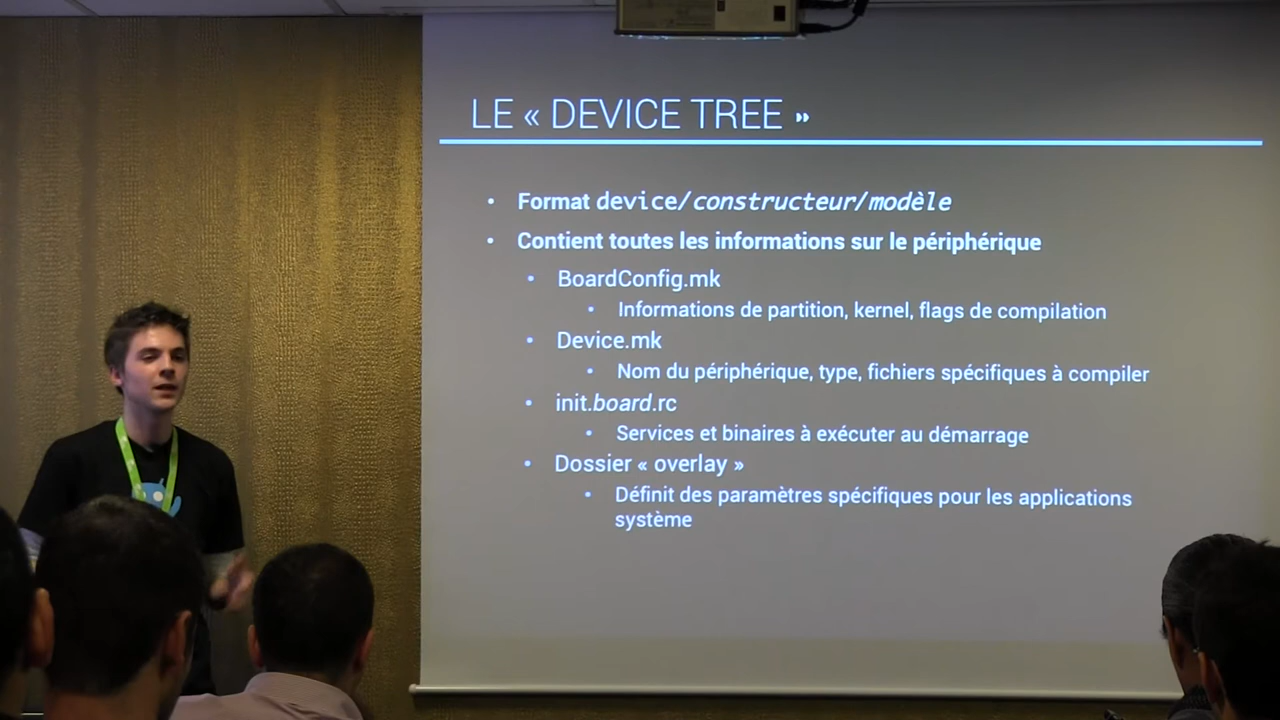 LE « DEVICE TREE »
• Format device/constructeur/modèle
• Contient toutes les informations sur le périphérique
• BoardConfig.mk
• Informations de partition, kernel, flags de compilation
• Device.mk
• Nom du périphérique, type, fichiers spécifiques à compiler
• init.board.rc
• Services et binaires à exécuter au démarrage
• Dossier « overlay »
• Définit des paramètres spécifiques pour les applications
système